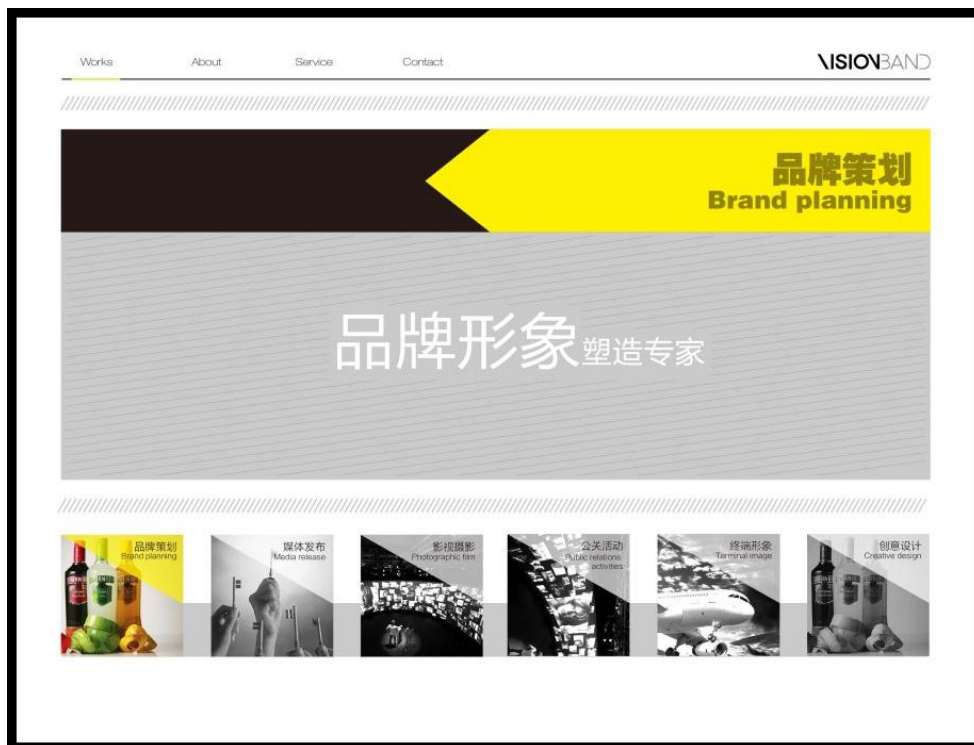 Works About Service Contact VISIONBAND
品牌策划
Brand planning
品牌形象塑造专家
品牌策划
Brand planning
媒体发布
Media release
影视摄影
Photographic film
公关活动
Public relations
activities
终端形象
Terminal image
创意设计
Creative design